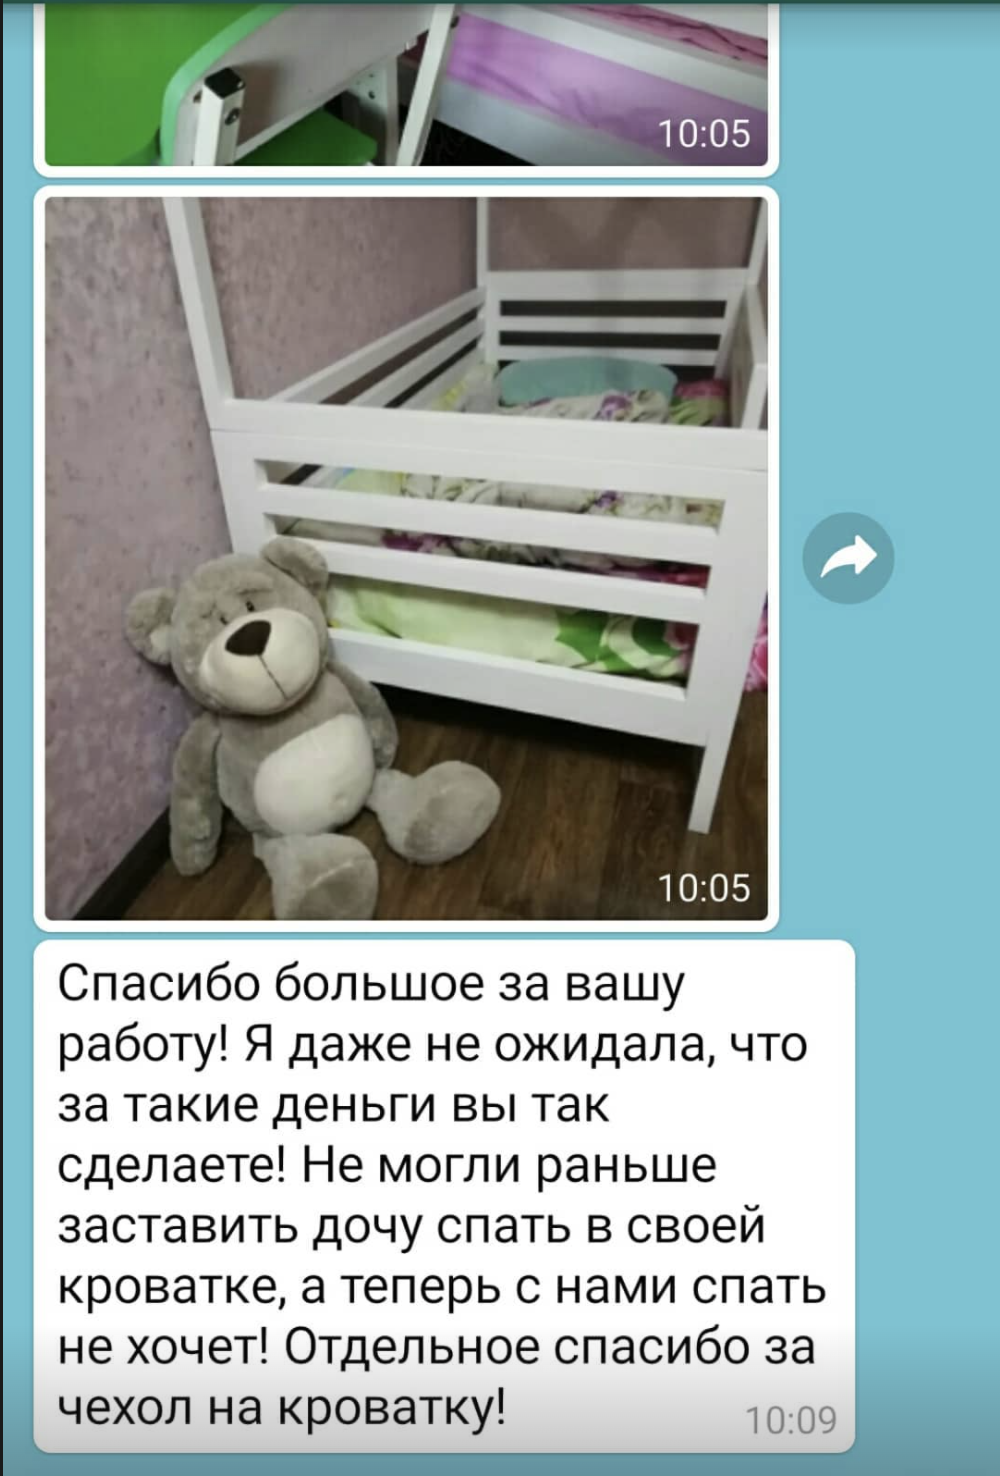 10:05
10:05
Спасибо большое за вашу
работу! Я даже не ожидала, что
за такие деньги вы так
сделаете! Не могли раньше
заставить дочу спать в своей
кроватке, а теперь с нами спать
не хочет! Отдельное спасибо за
чехол на кроватку!
10:09